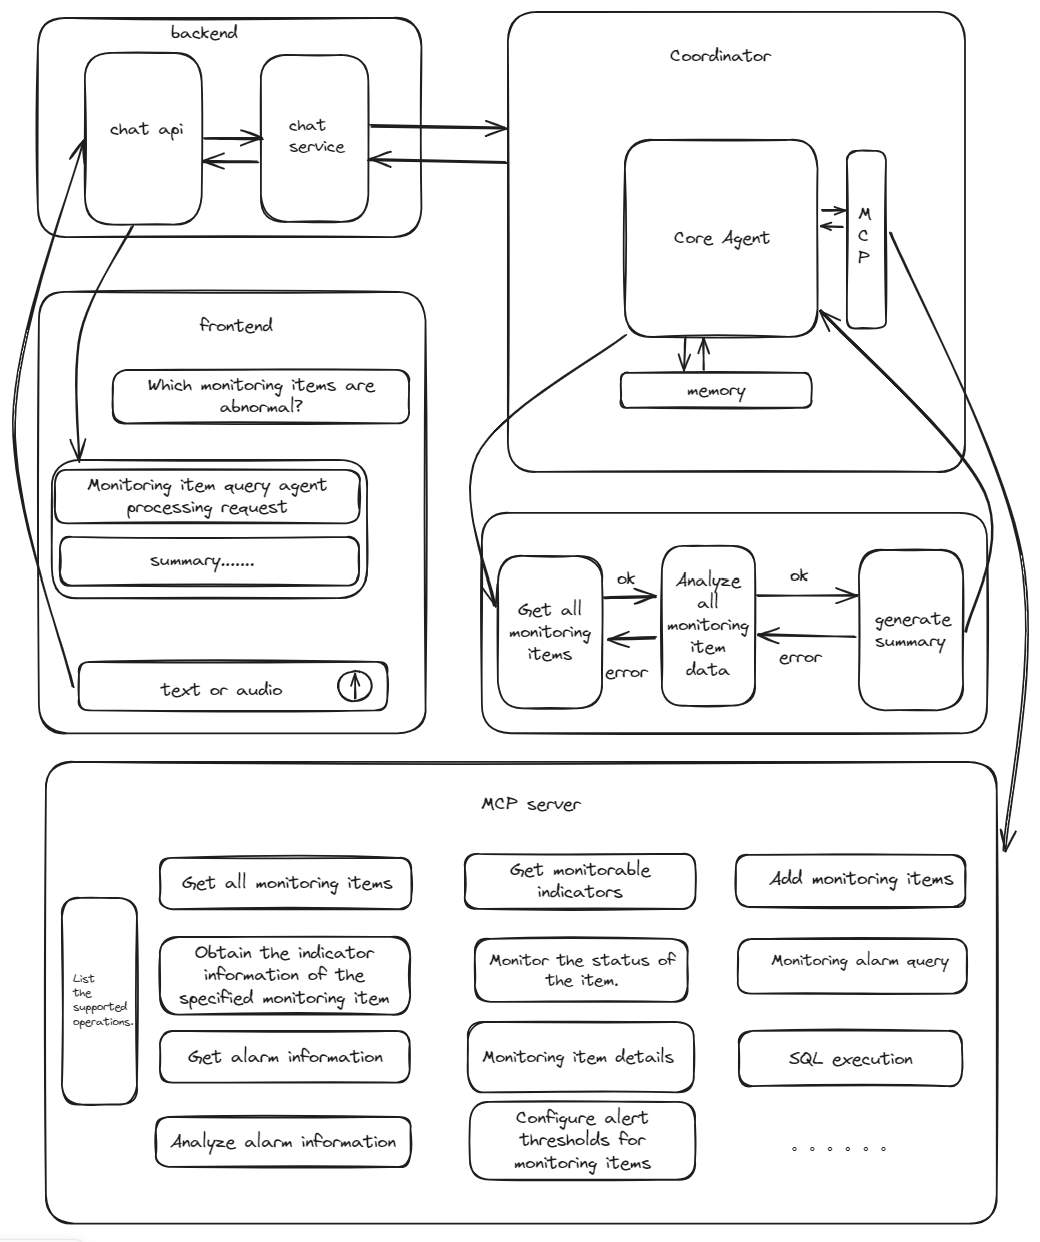 backend
chat api
chat
service
Coordinator
Core Agent
M
C
P
memory
frontend
Which monitoring items are
abnormal?
Monitoring item query agent
processing request
summary.......
text or audio
Get all
monitoring
items
ok
error
Analyze
all
monitoring
item
data
ok
error
generate
summary
MCP server
List
the
supported
operations.
Get all monitoring items
Obtain the indicator
information of the
specified monitoring item
Get alarm information
Analyze alarm information
Get monitorable
indicators
Monitor the status of
the item.
Monitoring item details
Configure alert
thresholds for
monitoring items
Add monitoring items
Monitoring alarm query
SQL execution
。。。。。。